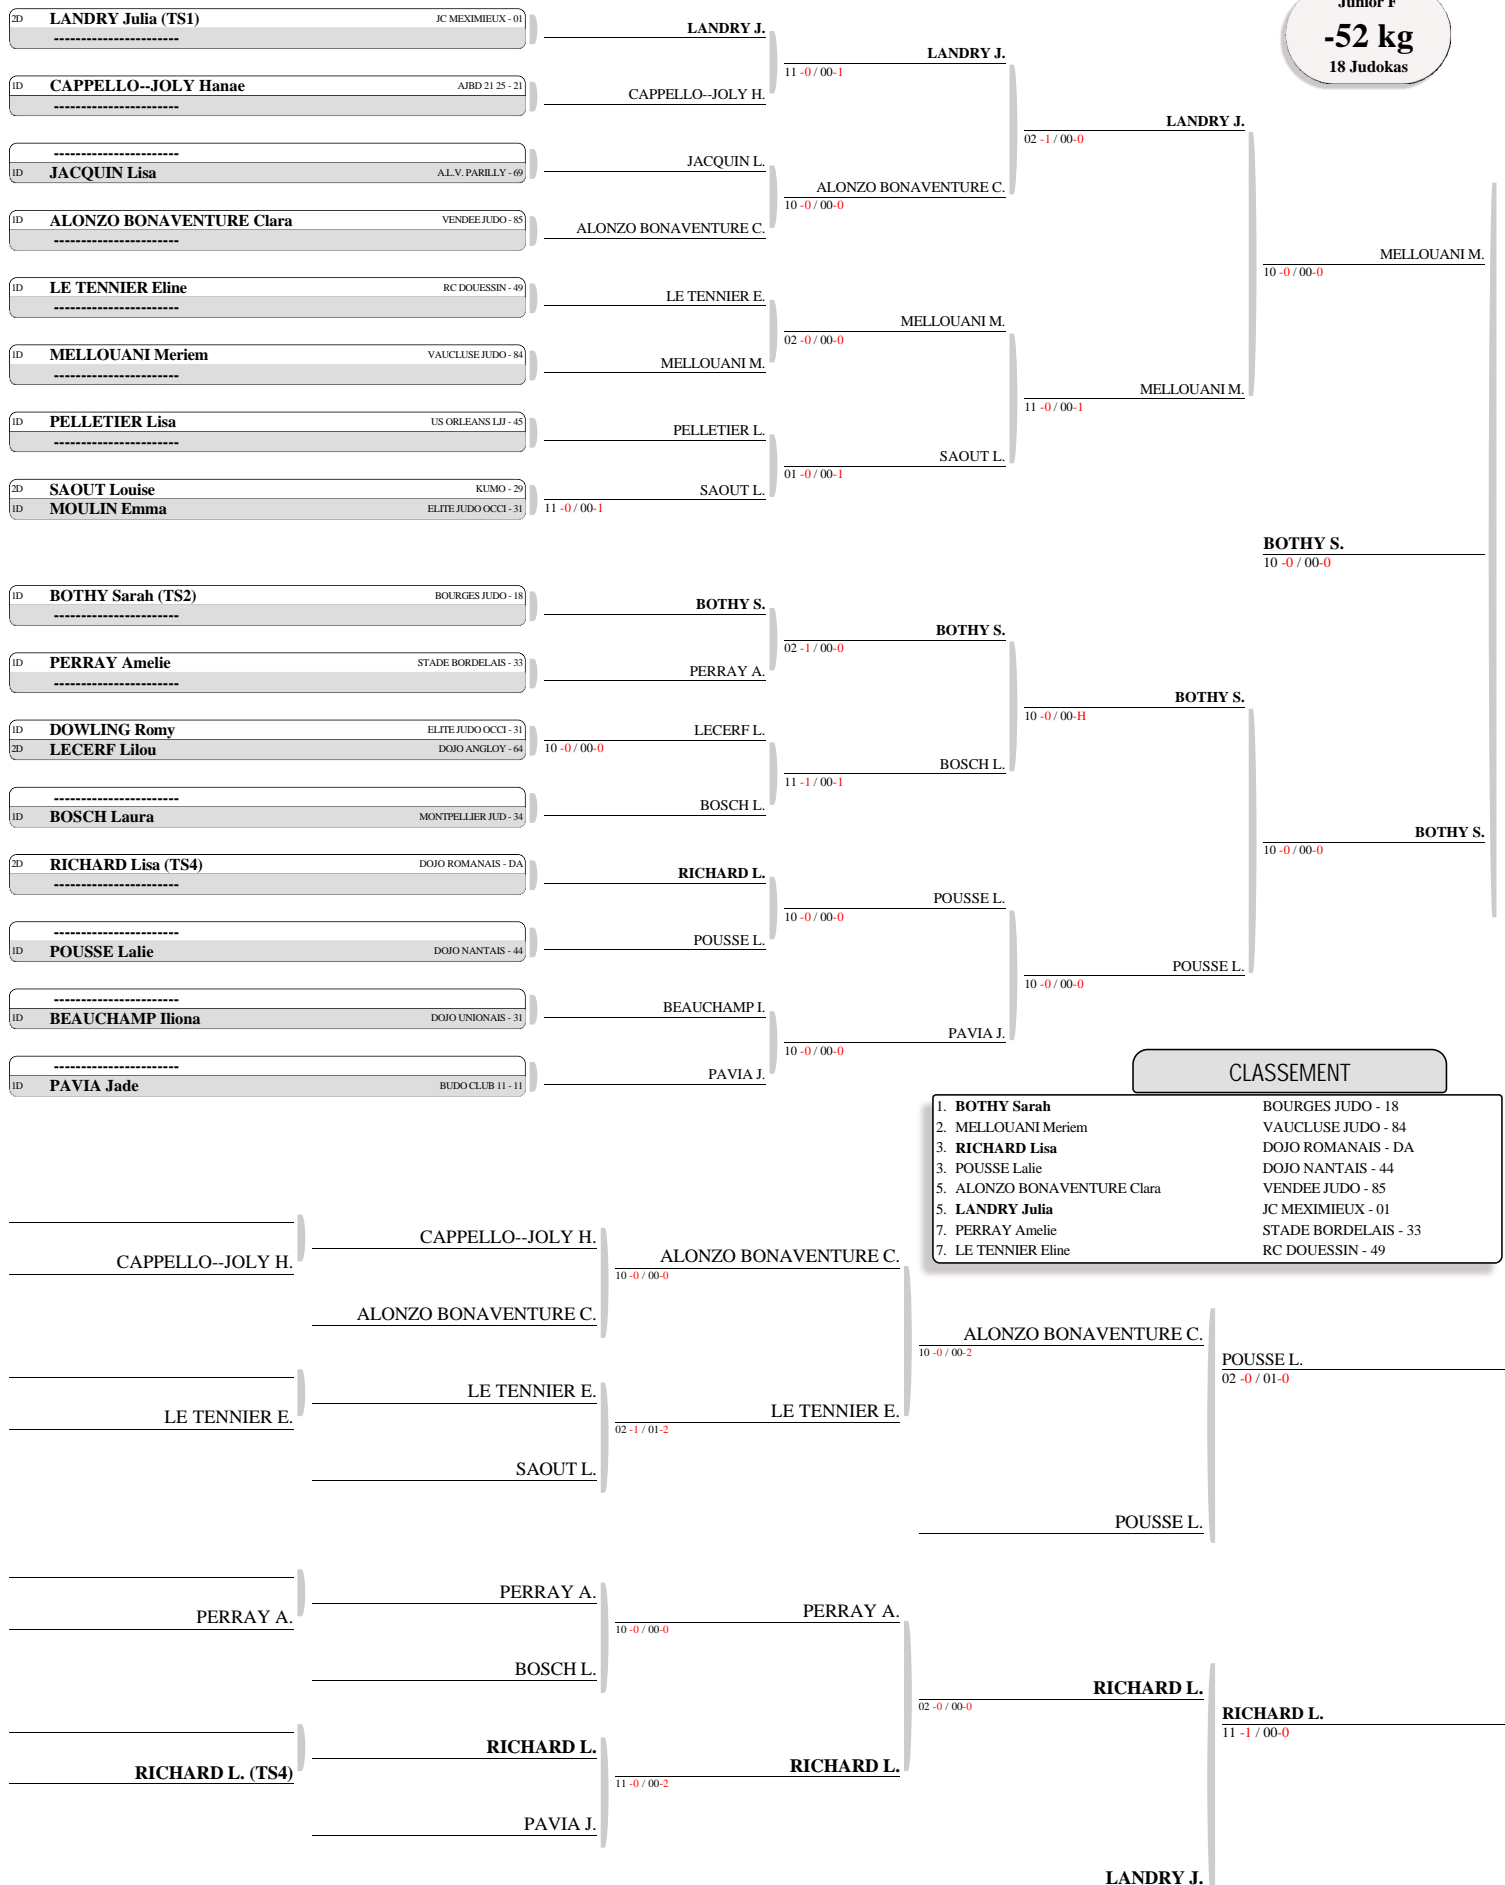 Junior F
-52 kg
18 Judokas
2D LANDRY Julia (TS1) JC MEXIMIEUX - 01
-----------------------
1D CAPPELLO--JOLY Hanae AJBD 21 25 - 21
-----------------------
-----------------------
1D JACQUIN Lisa A.L.V. PARILLY - 69
1D ALONZO BONAVENTURE Clara VENDEE JUDO - 85
-----------------------
1D LE TENNIER Eline RC DOUESSIN - 49
-----------------------
1D MELLOUANI Meriem VAUCLUSE JUDO - 84
-----------------------
1D PELLETIER Lisa US ORLEANS LJJ - 45
-----------------------
2D SAOUT Louise KUMO - 29
1D MOULIN Emma ELITE JUDO OCCI - 31
1D BOTHY Sarah (TS2) BOURGES JUDO - 18
-----------------------
1D PERRAY Amelie STADE BORDELAIS - 33
-----------------------
1D DOWLING Romy ELITE JUDO OCCI - 31
2D LECERF Lilou DOJO ANGLOY - 64
-----------------------
1D BOSCH Laura MONTPELLIER JUD - 34
2D RICHARD Lisa (TS4) DOJO ROMANAIS - DA
-----------------------
-----------------------
1D POUSSE Lalie DOJO NANTAIS - 44
-----------------------
1D BEAUCHAMP Iliona DOJO UNIONAIS - 31
-----------------------
1D PAVIA Jade BUDO CLUB 11 - 11
LANDRY J.
CAPPELLO--JOLY H.
JACQUIN L.
ALONZO BONAVENTURE C.
LE TENNIER E.
MELLOUANI M.
PELLETIER L.
SAOUT L.
11 -0 / 00-1
BOTHY S.
PERRAY A.
LECERF L.
10 -0 / 00-0
BOSCH L.
RICHARD L.
POUSSE L.
BEAUCHAMP I.
PAVIA J.
LANDRY J.
11 -0 / 00-1
ALONZO BONAVENTURE C.
10 -0 / 00-0
MELLOUANI M.
02 -0 / 00-0
SAOUT L.
01 -0 / 00-1
BOTHY S.
02 -1 / 00-0
BOSCH L.
11 -1 / 00-1
POUSSE L.
10 -0 / 00-0
PAVIA J.
10 -0 / 00-0
LANDRY J.
02 -1 / 00-0
MELLOUANI M.
11 -0 / 00-1
BOTHY S.
10 -0 / 00-H
POUSSE L.
10 -0 / 00-0
MELLOUANI M.
10 -0 / 00-0
BOTHY S.
10 -0 / 00-0
BOTHY S.
10 -0 / 00-0
CLASSEMENT
1. BOTHY Sarah BOURGES JUDO - 18
2. MELLOUANI Meriem VAUCLUSE JUDO - 84
3. RICHARD Lisa DOJO ROMANAIS - DA
3. POUSSE Lalie DOJO NANTAIS - 44
5. ALONZO BONAVENTURE Clara VENDEE JUDO - 85
5. LANDRY Julia JC MEXIMIEUX - 01
7. PERRAY Amelie STADE BORDELAIS - 33
7. LE TENNIER Eline RC DOUESSIN - 49
CAPPELLO--JOLY H.
LE TENNIER E.
PERRAY A.
RICHARD L. (TS4)
CAPPELLO--JOLY H.
ALONZO BONAVENTURE C.
LE TENNIER E.
SAOUT L.
PERRAY A.
BOSCH L.
RICHARD L.
PAVIA J.
ALONZO BONAVENTURE C.
10 -0 / 00-0
LE TENNIER E.
02 -1 / 01-2
PERRAY A.
10 -0 / 00-0
RICHARD L.
11 -0 / 00-2
ALONZO BONAVENTURE C.
10 -0 / 00-2
POUSSE L.
RICHARD L.
02 -0 / 00-0
LANDRY J.
POUSSE L.
02 -0 / 01-0
RICHARD L.
11 -1 / 00-0